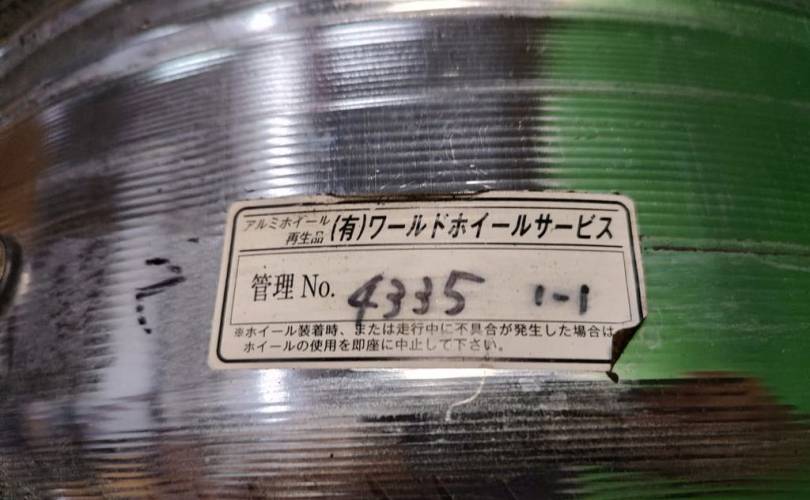 アルミホイール
再生品
(有)ワールドホイールサービス
管理 No. 4335 1-1
※ホイール装着時、または走行中に不具合が発生した場合は
ホイールの使用を即座に中止して下さい。